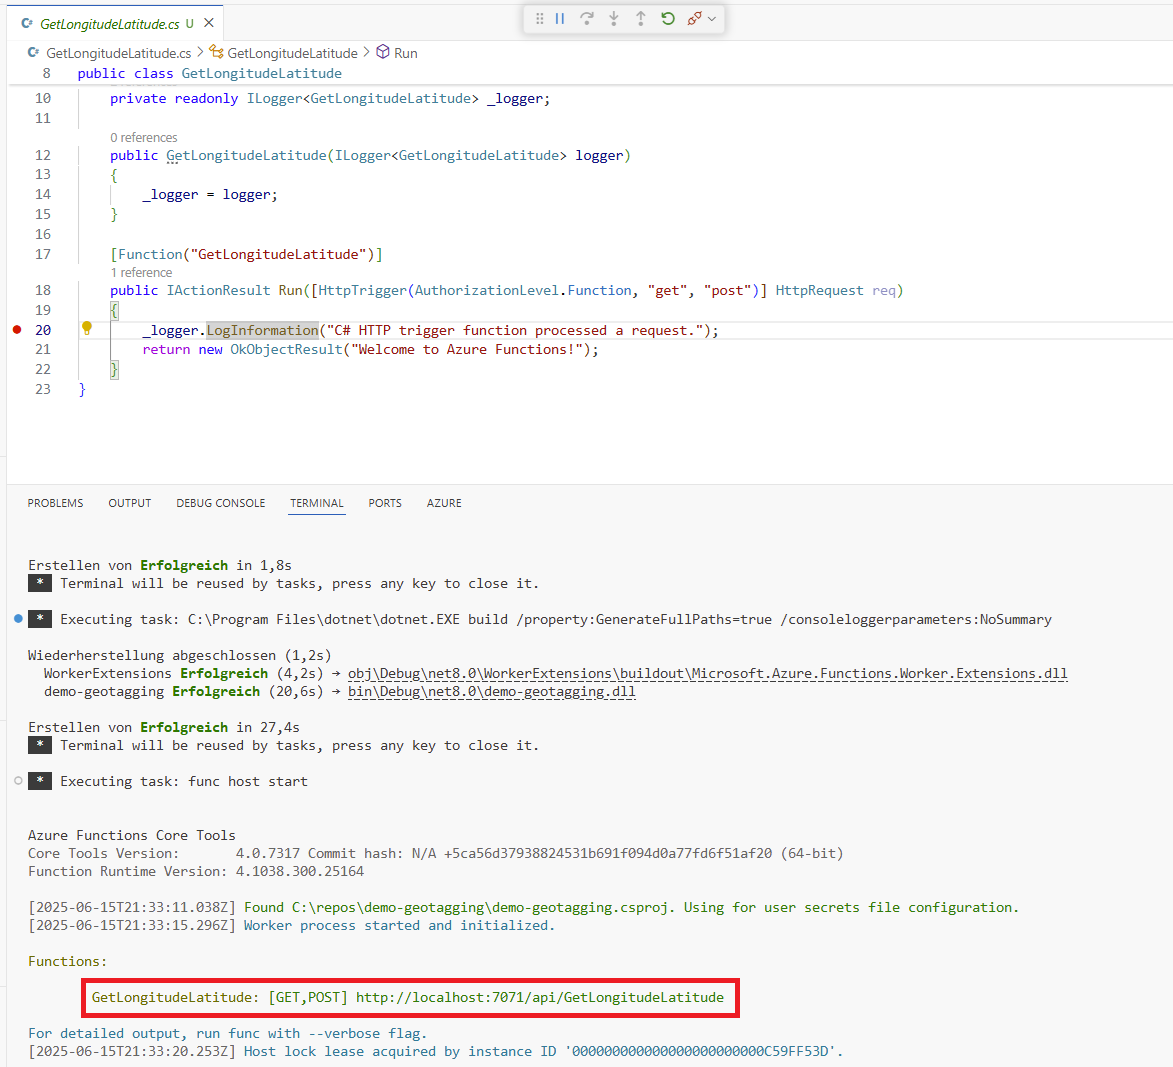 GetLongitudeLatitude.cs U
GetLongitudeLatitude.cs > GetLongitudeLatitude > Run
8 public class GetLongitudeLatitude
10 private readonly ILogger<GetLongitudeLatitude> _logger;
11
0 references
12 public GetLongitudeLatitude(ILogger<GetLongitudeLatitude> logger)
13 {
14 _logger = logger;
15 }
16
17 [Function("GetLongitudeLatitude")]
1 reference
18 public IActionResult Run([HttpTrigger(AuthorizationLevel.Function, "get", "post")] HttpRequest req)
19 {
20 _logger.LogInformation("C# HTTP trigger function processed a request.");
21 return new OkObjectResult("Welcome to Azure Functions!");
22 }
23 }
PROBLEMS OUTPUT DEBUG CONSOLE TERMINAL PORTS AZURE
Erstellen von Erfolgreich in 1,8s
* Terminal will be reused by tasks, press any key to close it.
* Executing task: C:\Program Files\dotnet\dotnet.EXE build /property:GenerateFullPaths=true /consoleloggerparameters:NoSummary
Wiederherstellung abgeschlossen (1,2s)
WorkerExtensions Erfolgreich (4,2s) → obj\Debug\net8.0\WorkerExtensions\buildout\Microsoft.Azure.Functions.Worker.Extensions.dll
demo-geotagging Erfolgreich (20,6s) → bin\Debug\net8.0\demo-geotagging.dll
Erstellen von Erfolgreich in 27,4s
* Terminal will be reused by tasks, press any key to close it.
* Executing task: func host start
Azure Functions Core Tools
Core Tools Version: 4.0.7317 Commit hash: N/A +5ca56d37938824531b691f094d0a77fd6f51af20 (64-bit)
Function Runtime Version: 4.1038.300.25164
[2025-06-15T21:33:11.038Z] Found C:\repos\demo-geotagging\demo-geotagging.csproj. Using for user secrets file configuration.
[2025-06-15T21:33:15.296Z] Worker process started and initialized.
Functions:
GetLongitudeLatitude: [GET,POST] http://localhost:7071/api/GetLongitudeLatitude
For detailed output, run func with --verbose flag.
[2025-06-15T21:33:20.253Z] Host lock lease acquired by instance ID '000000000000000000000000C59FF53D'.